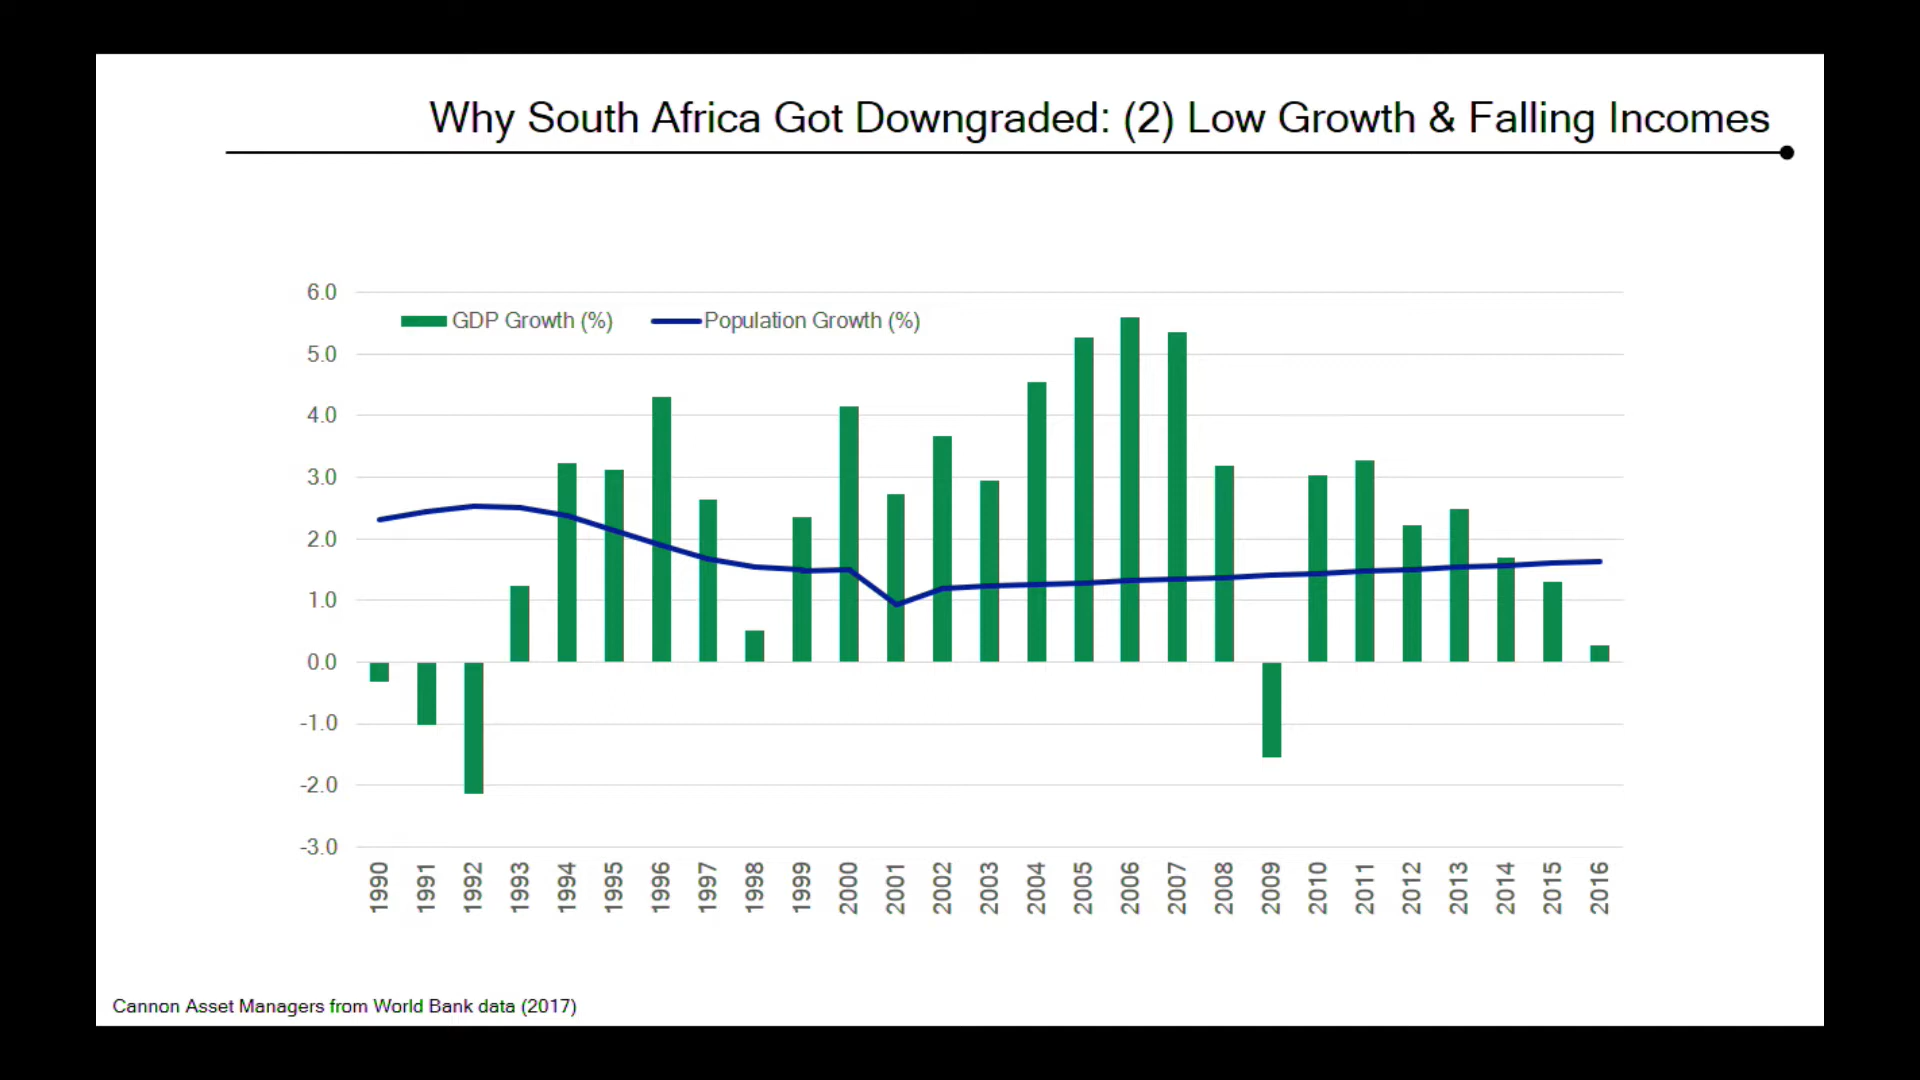 Why South Africa Got Downgraded: (2) Low Growth & Falling Incomes
6.0
GDP Growth (%) Population Growth (%)
5.0
4.0
3.0
2.0
1.0
0.0
-1.0
-2.0
-3.0
1990 1991 1992 1993 1994 1995 1996 1997 1998 1999 2000 2001 2002 2003 2004 2005 2006 2007 2008 2009 2010 2011 2012 2013 2014 2015 2016
Cannon Asset Managers from World Bank data (2017)